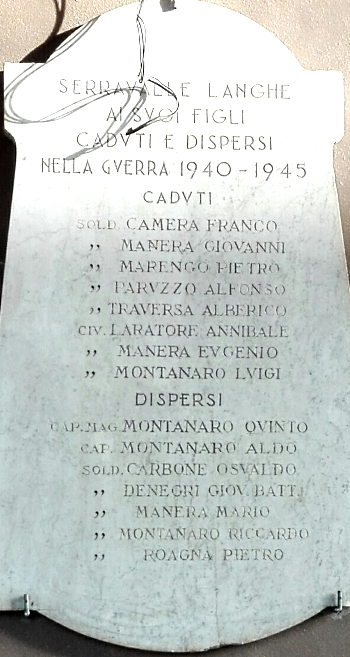 SERRAVALLE LANGHE
AI SVOI FIGLI
CADVTI E DISPERSI
NELLA GVERRA 1940-1945
CADVTI
SOLD. CAMERA FRANCO
,, MANERA GIOVANNI
,, MARENGO PIETRO
,, PARVZZO ALFONSO
,, TRAVERSA ALBERICO
CIV. LARATORE ANNIBALE
,, MANERA EVGENIO
,, MONTANARO LVIGI
DISPERSI
CAP. MAG. MONTANARO QVINTO
CAP. MONTANARO ALDO
SOLD. CARBONE OSVALDO
,, DENEGRI GIOV. BATT.
,, MANERA MARIO
,, MONTANARO RICCARDO
,, ROAGNA PIETRO